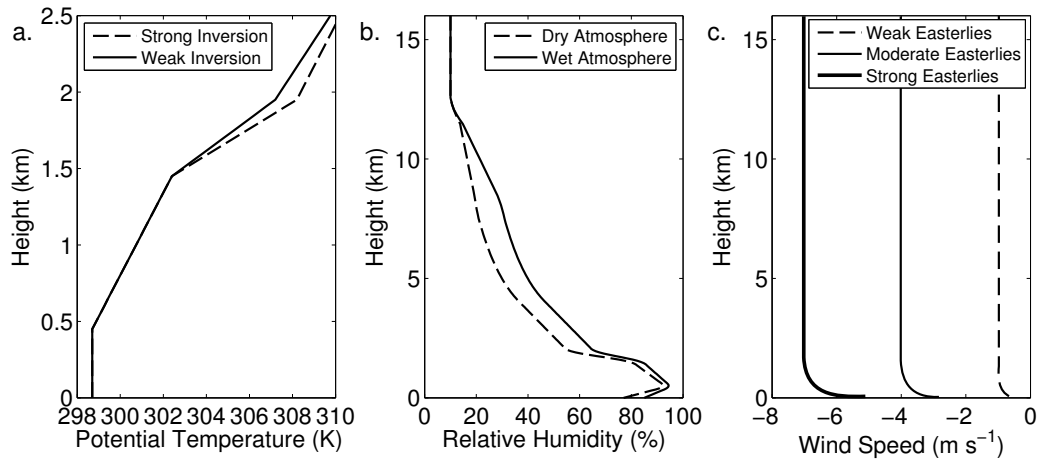 a.
2.5
2
1.5
1
0.5
0
Height (km)
Strong Inversion
Weak Inversion
298 300 302 304 306 308 310
Potential Temperature (K)
b.
15
10
5
0
Height (km)
Dry Atmosphere
Wet Atmosphere
0 20 40 60 80 100
Relative Humidity (%)
c.
15
10
5
0
Height (km)
Weak Easterlies
Moderate Easterlies
Strong Easterlies
−8 −6 −4 −2 0
Wind Speed (m s⁻¹)